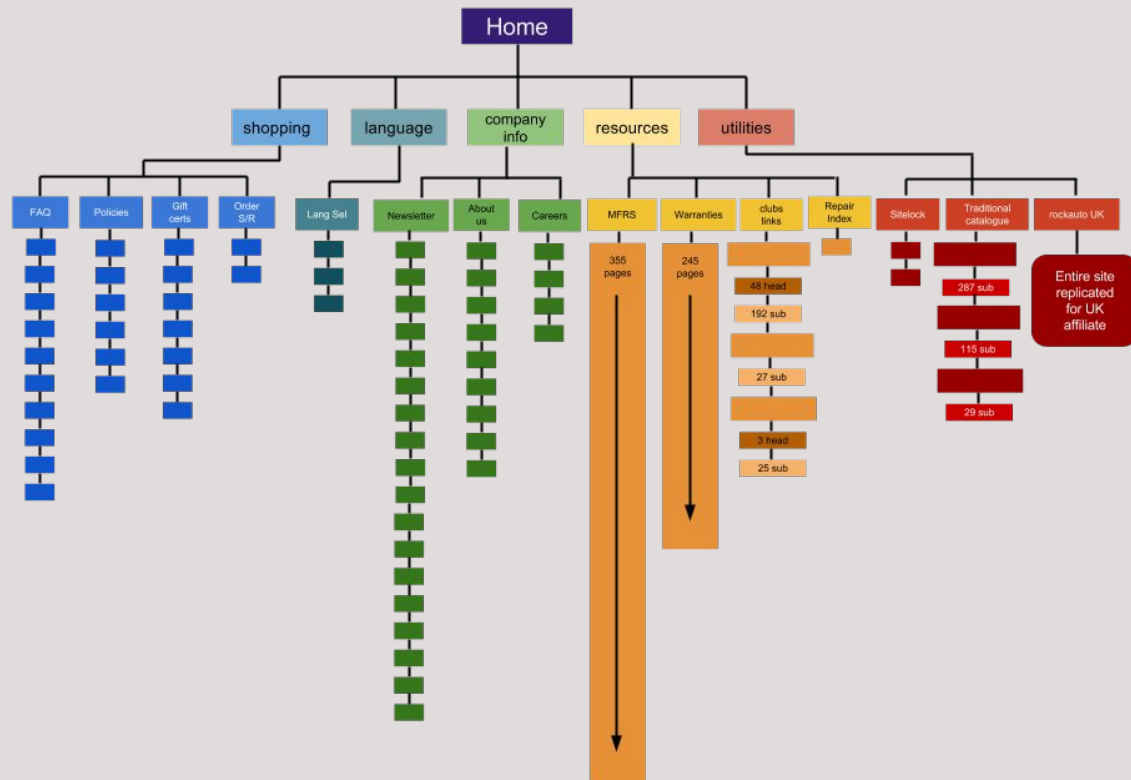 Home
shopping
language
company
info
resources
utilities
FAQ
Policies
Gift
certs
Order
S/R
Lang Sel
Newsletter
About
us
Careers
MFRS
Warranties
clubs
links
Repair
Index
Sitelock
Traditional
catalogue
rockauto UK
355
pages
245
pages
48 head
192 sub
27 sub
3 head
25 sub
287 sub
115 sub
29 sub
Entire site
replicated
for UK
affiliate